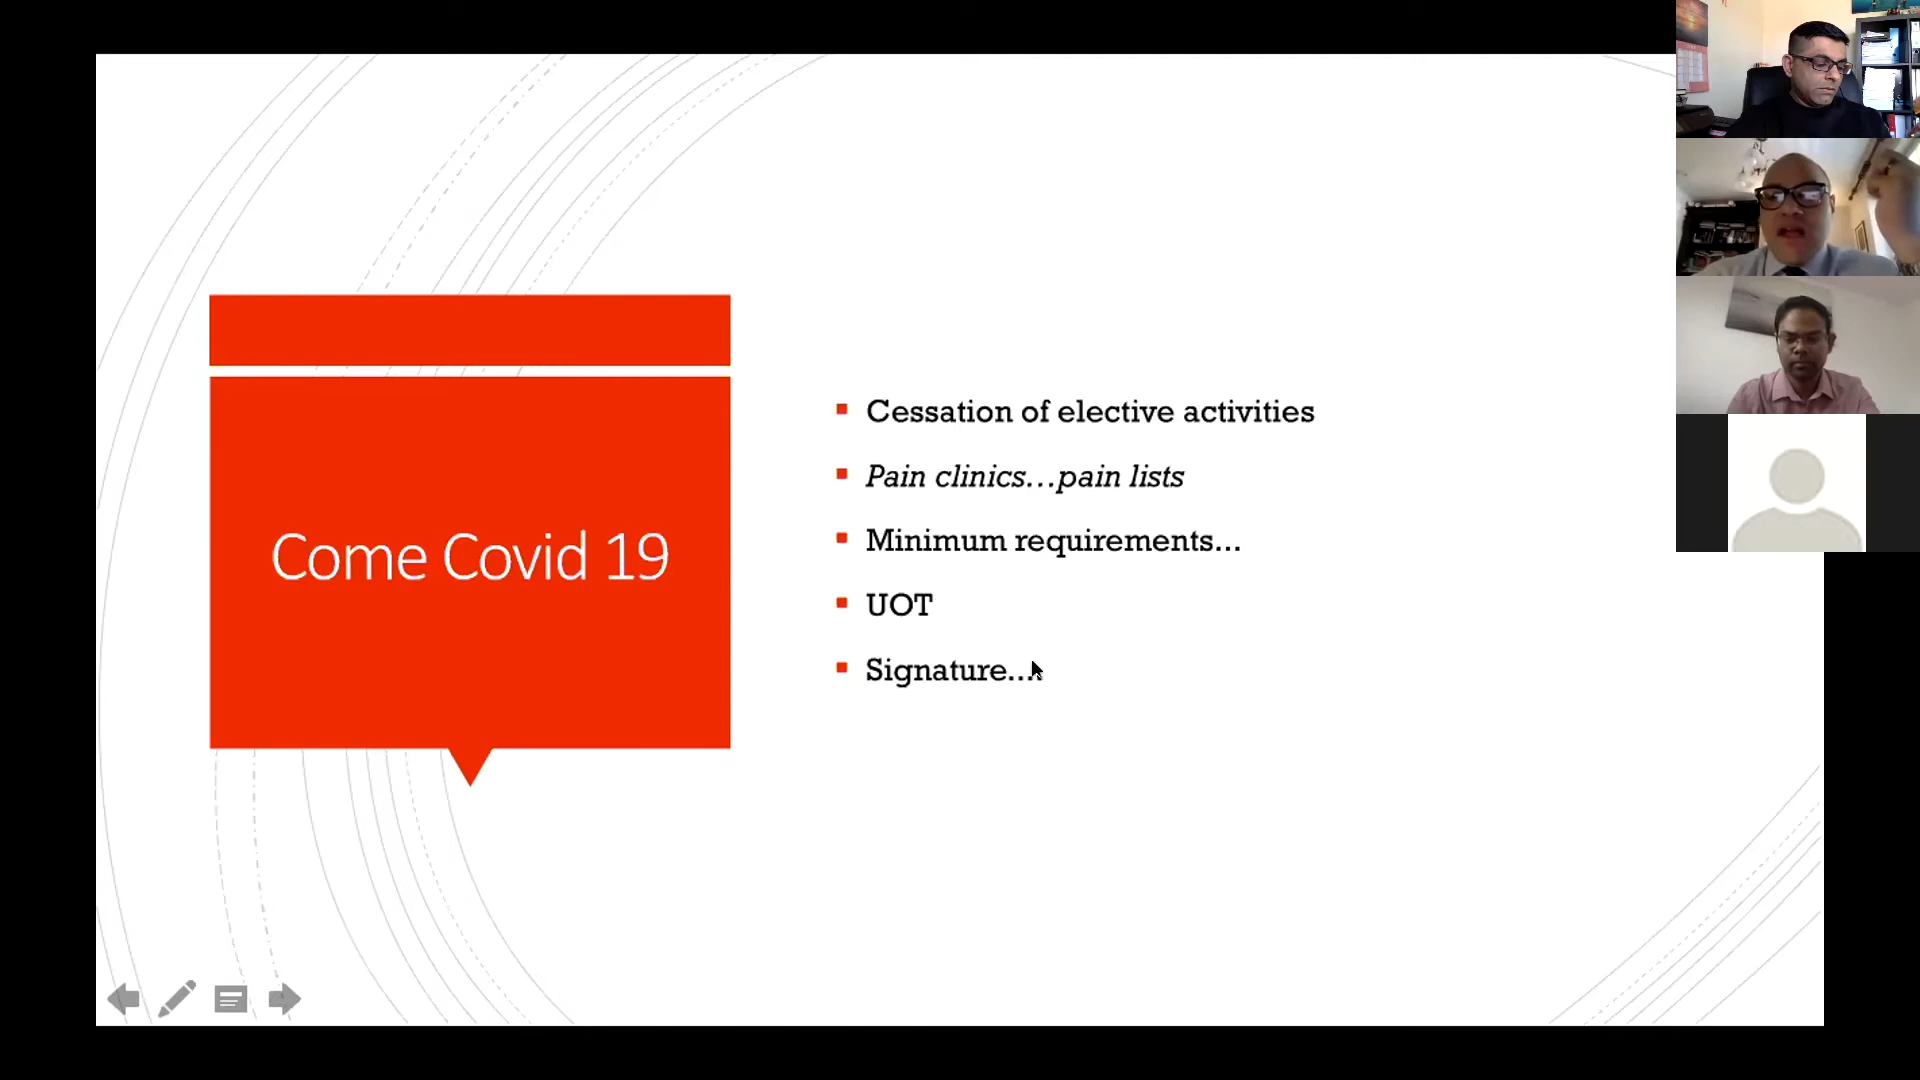 Come Covid 19
Cessation of elective activities
Pain clinics...pain lists
Minimum requirements...
UOT
Signature....